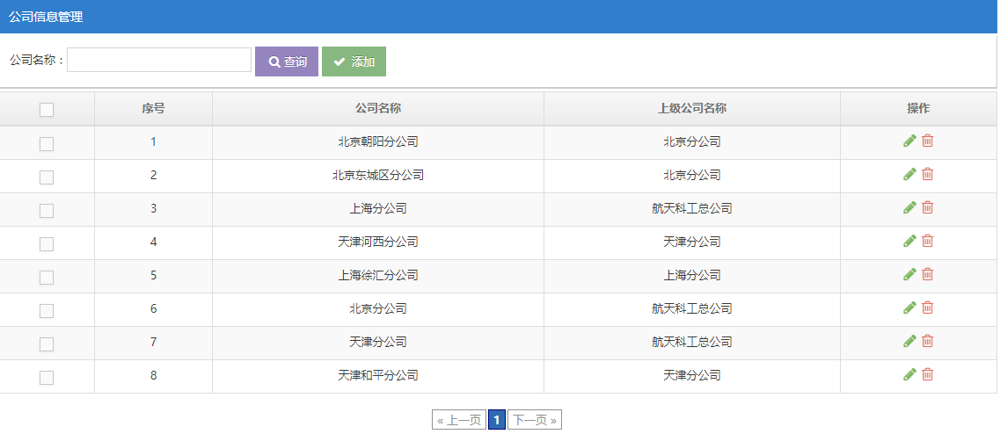 公司信息管理
公司名称： 查询 添加
序号 公司名称 上级公司名称 操作
1 北京朝阳分公司 北京分公司
2 北京东城区分公司 北京分公司
3 上海分公司 航天科工总公司
4 天津河西分公司 天津分公司
5 上海徐汇分公司 上海分公司
6 北京分公司 航天科工总公司
7 天津分公司 航天科工总公司
8 天津和平分公司 天津分公司
« 上一页 1 下一页 »